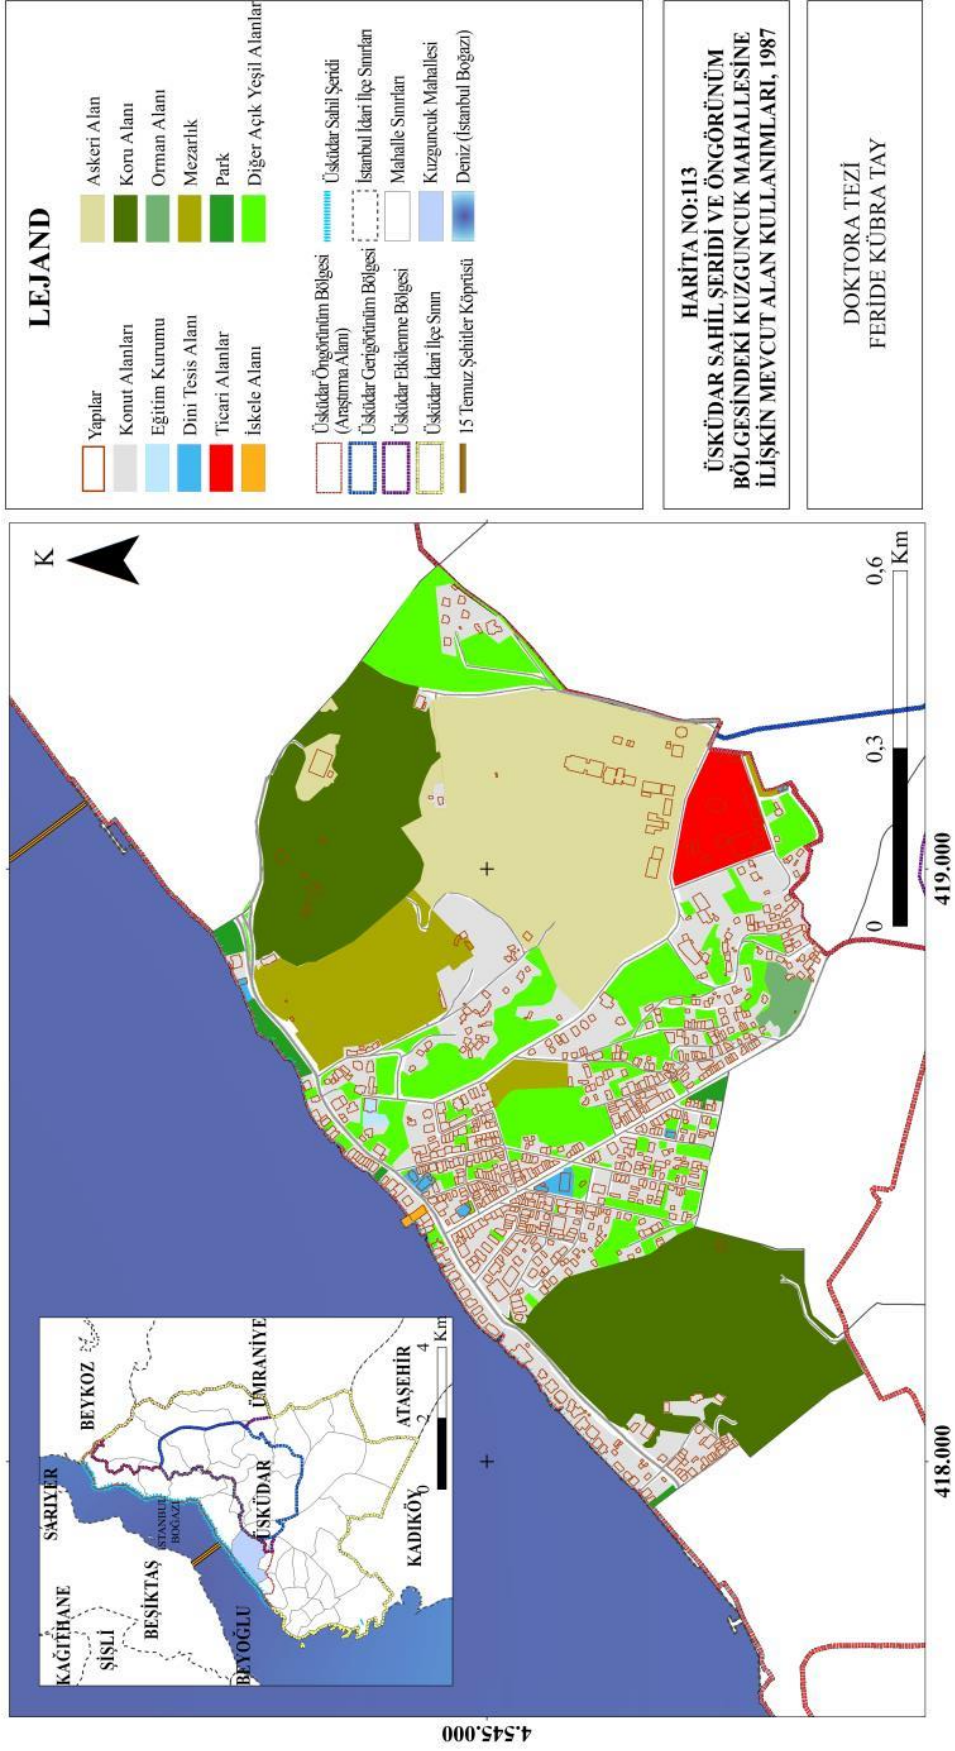 KAĞITHANE
SARIYER
ŞİŞLİ
BEYKOZ
BEŞİKTAŞ
İSTANBUL
BOĞAZI
BEYOĞLU
ÜSKÜDAR
ÜMRANİYE
KADIKÖY
ATAŞEHİR
0
2
4
Km
K
4.545.000
418.000
419.000
0
0,3
0,6
Km
LEJAND
Yapılar
Konut Alanları
Eğitim Kurumu
Dini Tesis Alanı
Ticari Alanlar
İskele Alanı
Askeri Alan
Koru Alanı
Orman Alanı
Mezarlık
Park
Diğer Açık Yeşil Alanlar
Üsküdar Öngörünüm Bölgesi
(Araştırma Alanı)
Üsküdar Gerigörünüm Bölgesi
Üsküdar Etkilenme Bölgesi
Üsküdar İdari İlçe Sınırı
15 Temuz Şehitler Köprüsü
Üsküdar Sahil Şeridi
İstanbul İdari İlçe Sınırları
Mahalle Sınırları
Kuzguncuk Mahallesi
Deniz (İstanbul Boğazı)
HARİTA NO:113
ÜSKÜDAR SAHİL ŞERİDİ VE ÖNGÖRÜNÜM
BÖLGESİNDEKİ KUZGUNCUK MAHALLESİNE
İLİŞKİN MEVCUT ALAN KULLANIMLARI, 1987
DOKTORA TEZİ
FERİDE KÜBRA TAY